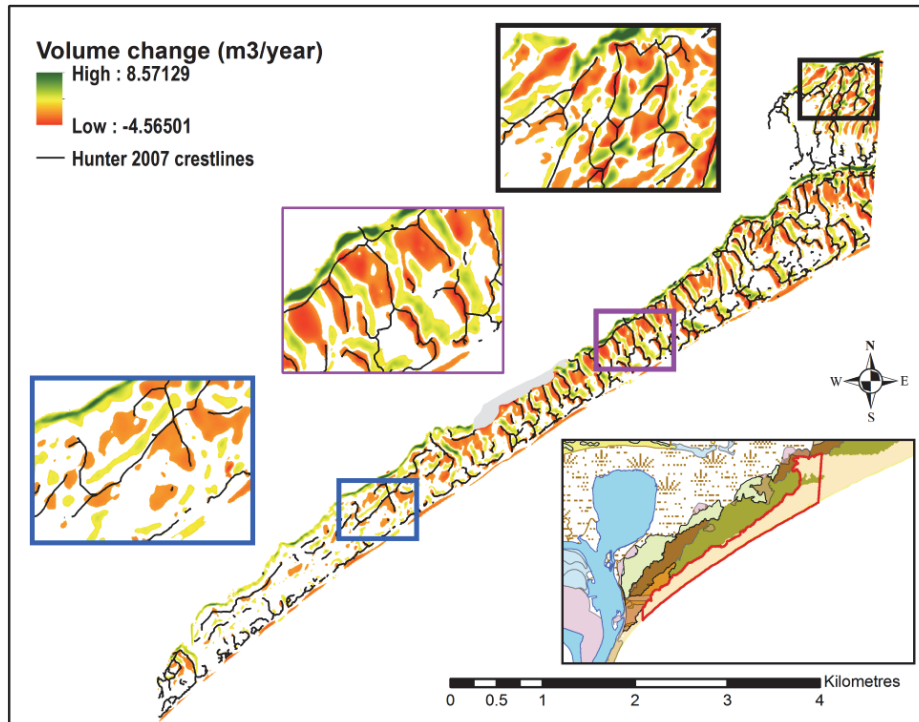 Volume change (m3/year)
High : 8.57129
Low : -4.56501
Hunter 2007 crestlines
N
W E
S
Kilometres
0 0.5 1 2 3 4